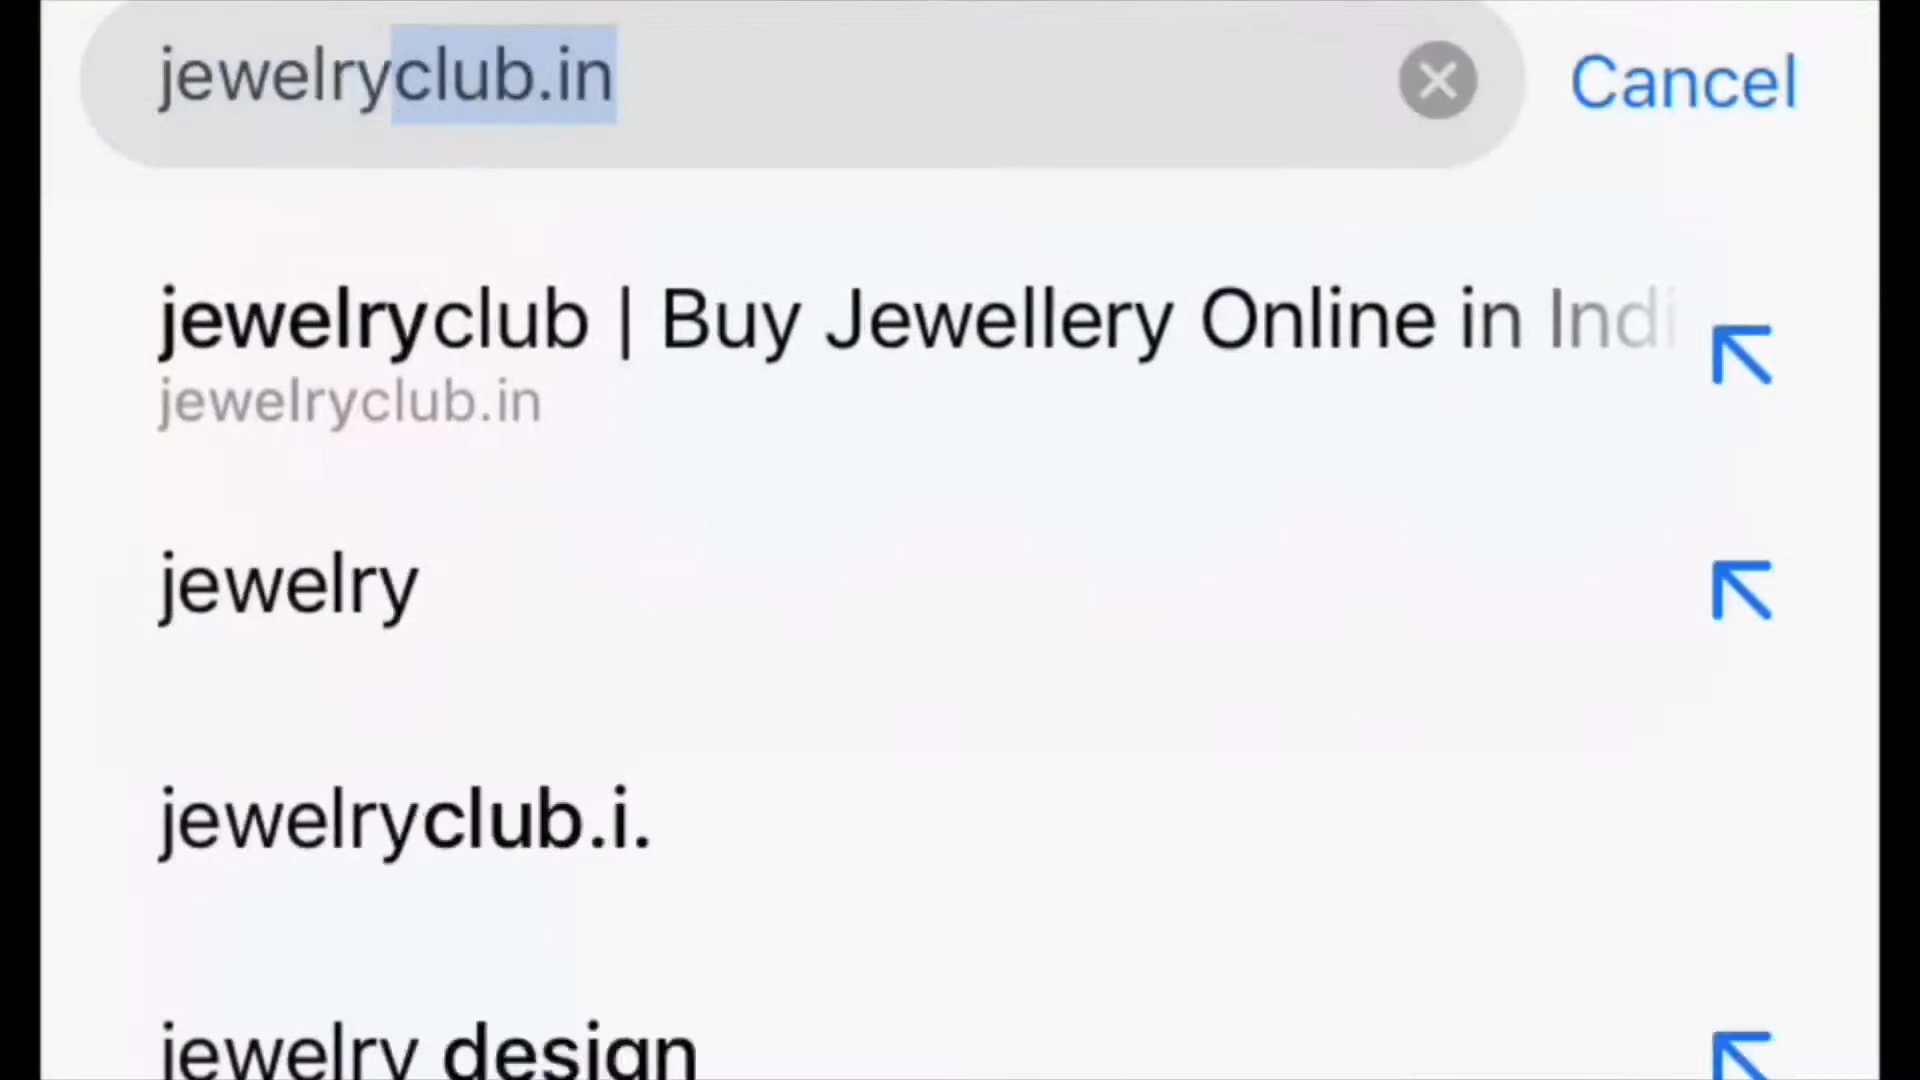 jewelryclub.in
Cancel
jewelryclub | Buy Jewellery Online in Indi
jewelryclub.in
jewelry
jewelryclub.i.
jewelry design